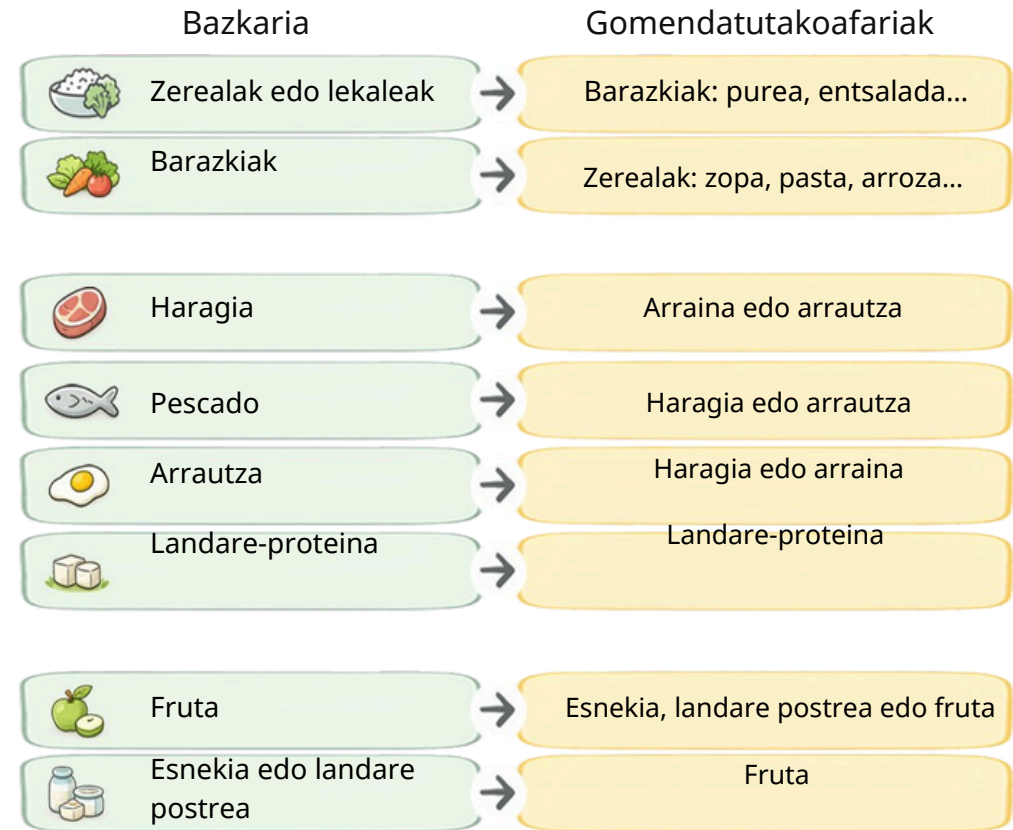 Bazkaria Gomendatutakoafariak
Zerealak edo lekaleak Barazkiak: purea, entsalada...
Barazkiak Zerealak: zopa, pasta, arroza...
Haragia Arraina edo arrautza
Pescado Haragia edo arrautza
Arrautza Haragia edo arraina
Landare-proteina Landare-proteina
Fruta Esnekia, landare postrea edo fruta
Esnekia edo landare
postrea
Fruta